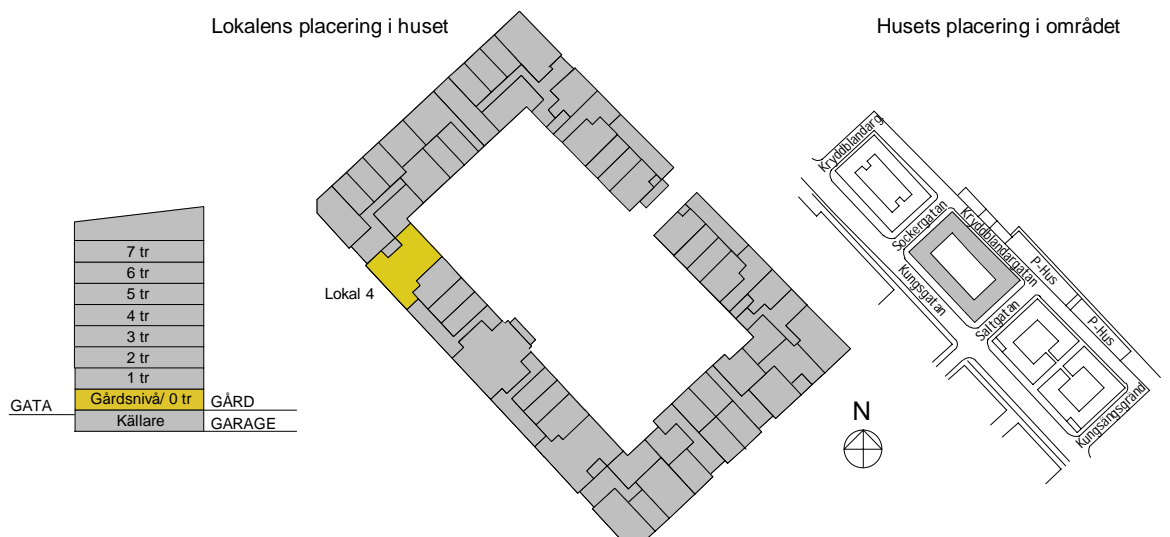 Lokalens placering i huset
Husets placering i området
7 tr
6 tr
5 tr
4 tr
3 tr
2 tr
1 tr
Gårdsnivå/ 0 tr
Källare
GATA
GÅRD
GARAGE
Lokal 4
N
Kryddblandarg.
Sockergatan
Kryddblandargatan
Kungsgatan
Saltgatan
P-Hus
P-Hus
Kungsängsgränd